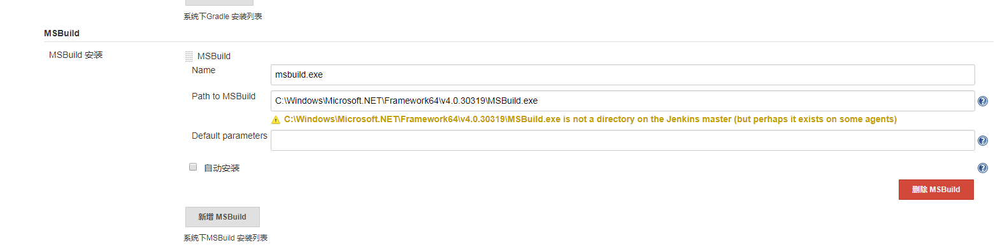 系统下Gradle 安装列表
MSBuild
MSBuild 安装
MSBuild
Name
msbuild.exe
Path to MSBuild
C:\Windows\Microsoft.NET\Framework64\v4.0.30319\MSBuild.exe
C:\Windows\Microsoft.NET\Framework64\v4.0.30319\MSBuild.exe is not a directory on the Jenkins master (but perhaps it exists on some agents)
Default parameters
自动安装
删除 MSBuild
新增 MSBuild
系统下MSBuild 安装列表